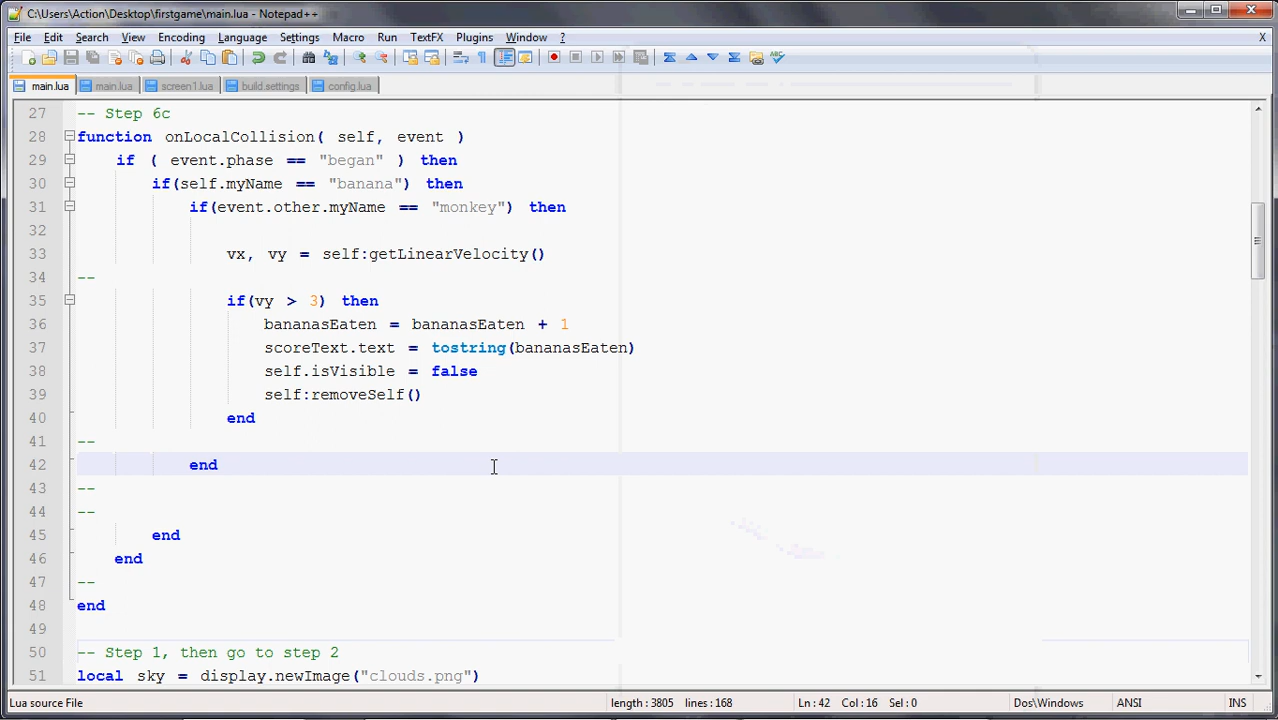 C:\Users\Action\Desktop\firstgame\main.lua - Notepad++
File Edit Search View Encoding Language Settings Macro Run TextFX Plugins Window ? X
main.lua main.lua screen1.lua build.settings config.lua
27 -- Step 6c
28 function onLocalCollision( self, event )
29 if ( event.phase == "began" ) then
30 if(self.myName == "banana") then
31 if(event.other.myName == "monkey") then
32
33 vx, vy = self:getLinearVelocity()
34 --
35 if(vy > 3) then
36 bananasEaten = bananasEaten + 1
37 scoreText.text = tostring(bananasEaten)
38 self.isVisible = false
39 self:removeSelf()
40 end
41 --
42 end
43 --
44 --
45 end
46 end
47 --
48 end
49
50 -- Step 1, then go to step 2
51 local sky = display.newImage("clouds.png")
Lua source File length : 3805 lines : 168 Ln : 42 Col : 16 Sel : 0 Dos\Windows ANSI INS